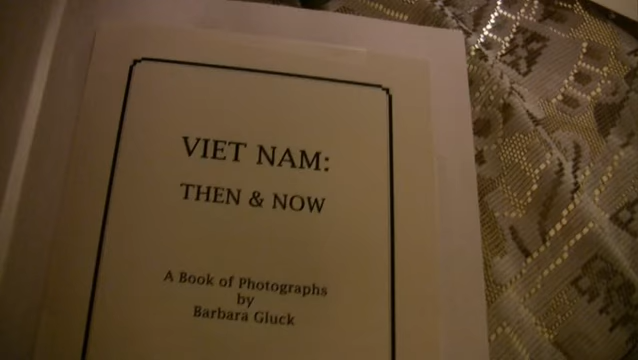 VIET NAM:
THEN & NOW
A Book of Photographs
by
Barbara Gluck